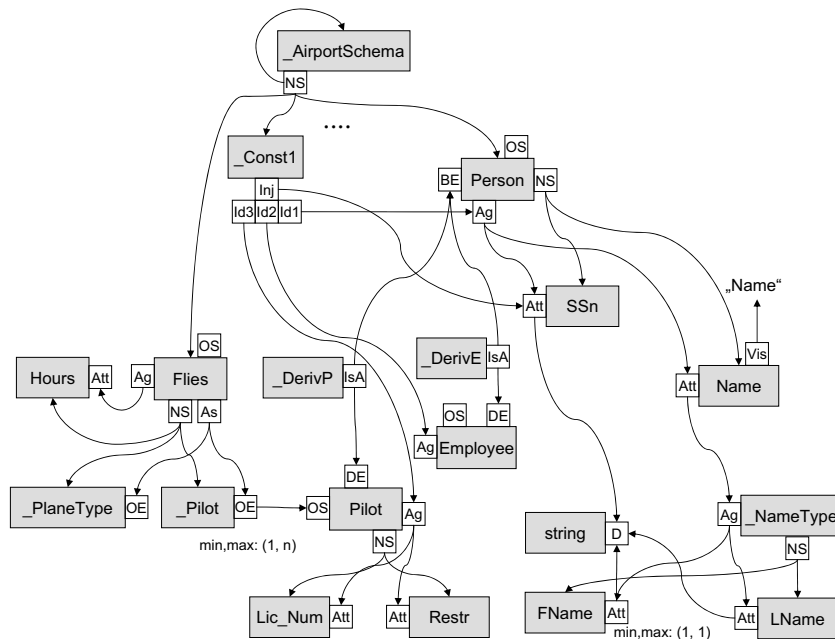 _AirportSchema
NS
....
_Const1
OS
Inj
BE
Person
NS
Id3
Id2
Id1
Ag
Att
SSn
„Name“
OS
Vis
Hours
Att
Ag
Flies
_DerivP
IsA
_DerivE
IsA
Att
Name
NS
As
OS
DE
Ag
Employee
DE
_PlaneType
OE
_Pilot
OE
OS
Pilot
Ag
string
D
Ag
_NameType
min,max: (1, n)
NS
NS
Lic_Num
Att
Att
Restr
FName
Att
Att
LName
min,max: (1, 1)